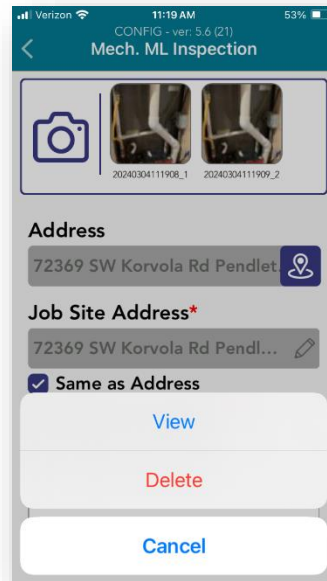 Verizon 11:19 AM 53%
CONFIG - ver: 5.6 (21)
Mech. ML Inspection
20240304111908_1 20240304111909_2
Address
72369 SW Korvola Rd Pendlet
Job Site Address*
72369 SW Korvola Rd Pendl...
Same as Address
View
Delete
Cancel